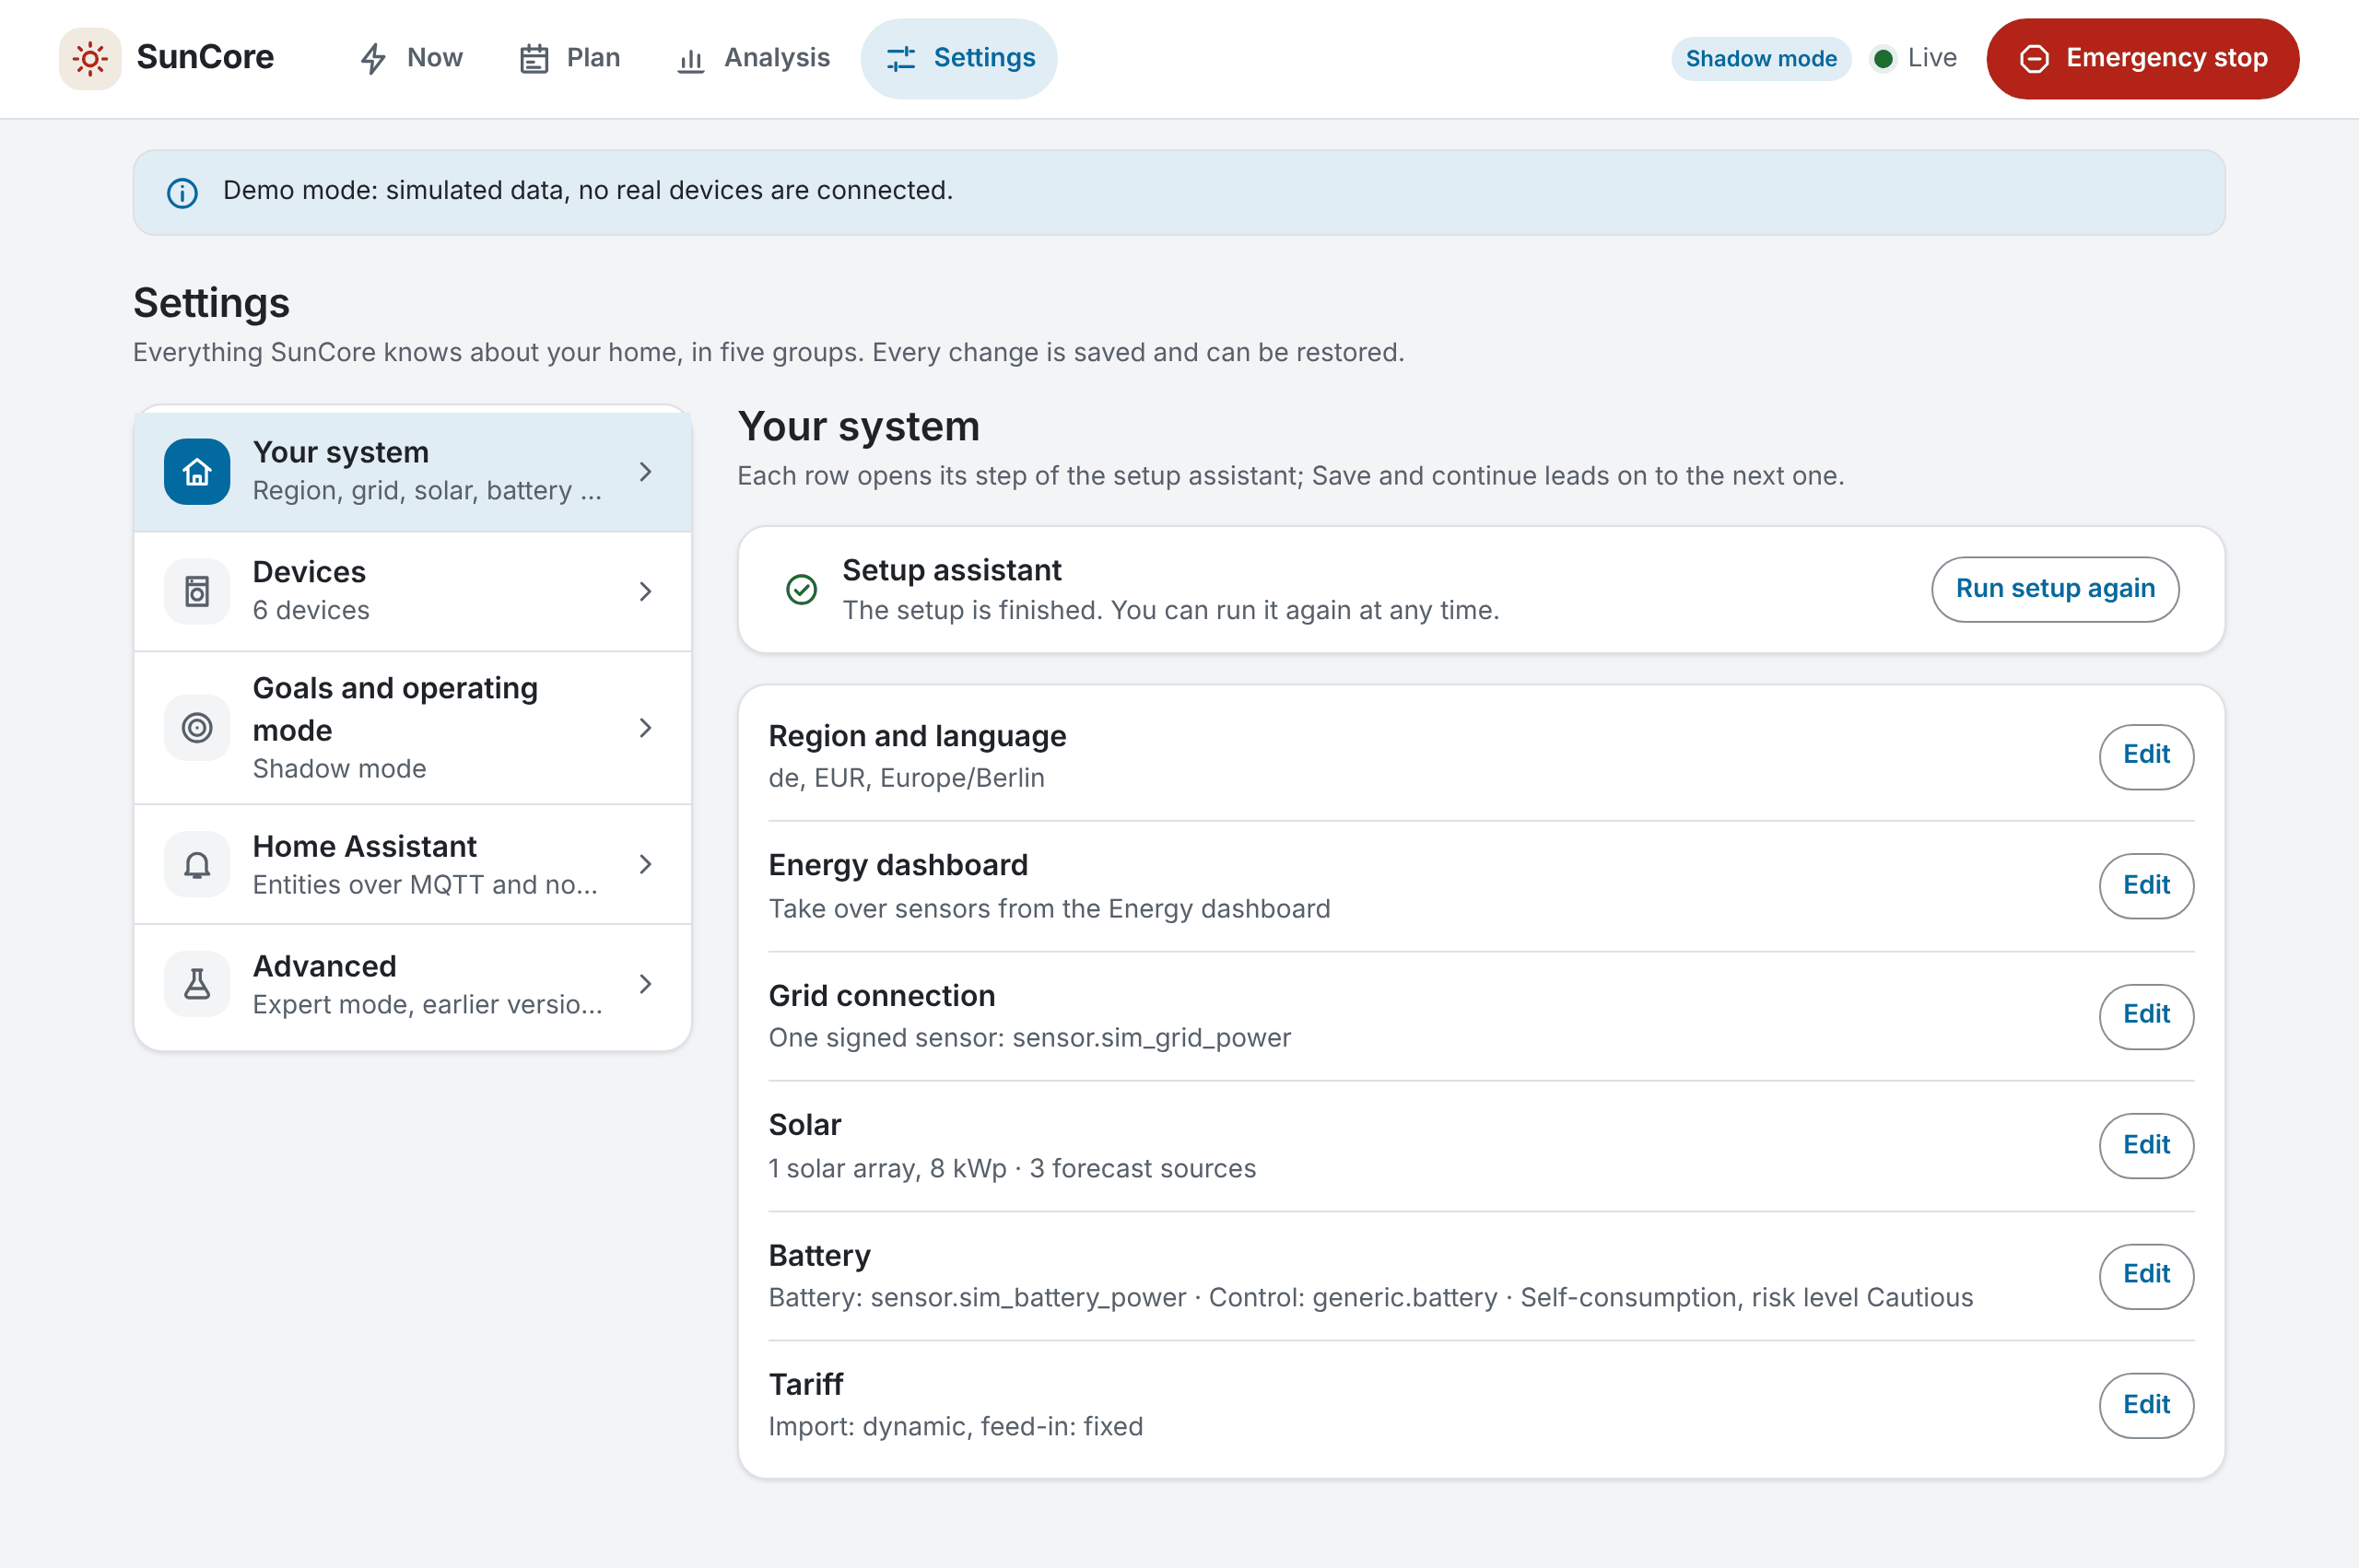 SunCore
Now
Plan
Analysis
Settings
Shadow mode
Live
Emergency stop
Demo mode: simulated data, no real devices are connected.
Settings
Everything SunCore knows about your home, in five groups. Every change is saved and can be restored.
Your system
Region, grid, solar, battery ...
Devices
6 devices
Goals and operating
mode
Shadow mode
Home Assistant
Entities over MQTT and no...
Advanced
Expert mode, earlier versio...
Your system
Each row opens its step of the setup assistant; Save and continue leads on to the next one.
Setup assistant
The setup is finished. You can run it again at any time.
Run setup again
Region and language
de, EUR, Europe/Berlin
Edit
Energy dashboard
Take over sensors from the Energy dashboard
Edit
Grid connection
One signed sensor: sensor.sim_grid_power
Edit
Solar
1 solar array, 8 kWp · 3 forecast sources
Edit
Battery
Battery: sensor.sim_battery_power · Control: generic.battery · Self-consumption, risk level Cautious
Edit
Tariff
Import: dynamic, feed-in: fixed
Edit